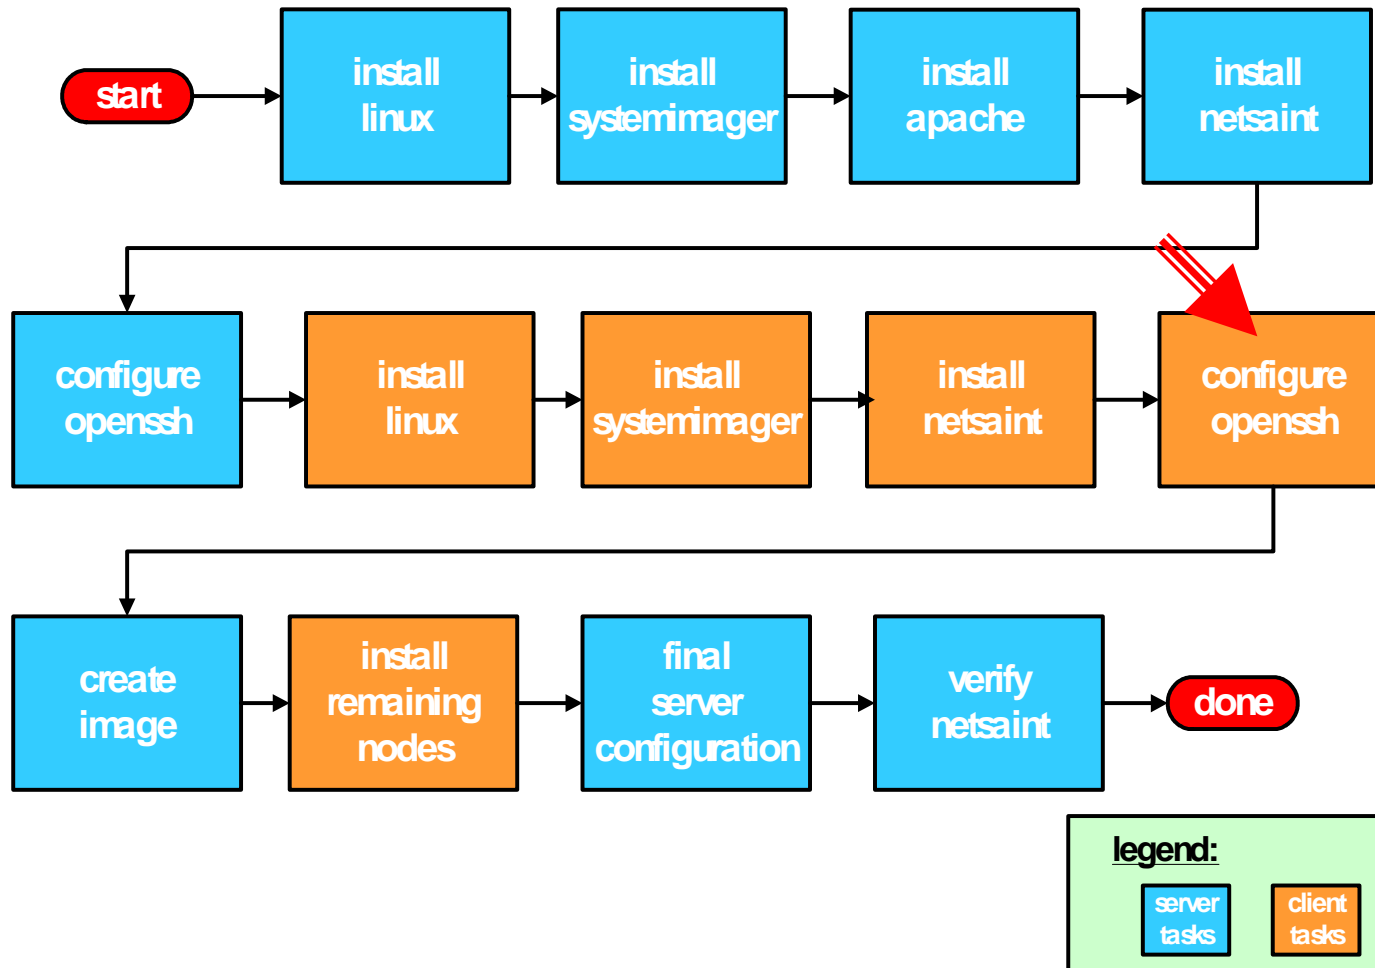 start
install
linux
install
systemimager
install
apache
install
netsaint
configure
openssh
install
linux
install
systemimager
install
netsaint
configure
openssh
create
image
install
remaining
nodes
final
server
configuration
verify
netsaint
done
legend:
server
tasks
client
tasks